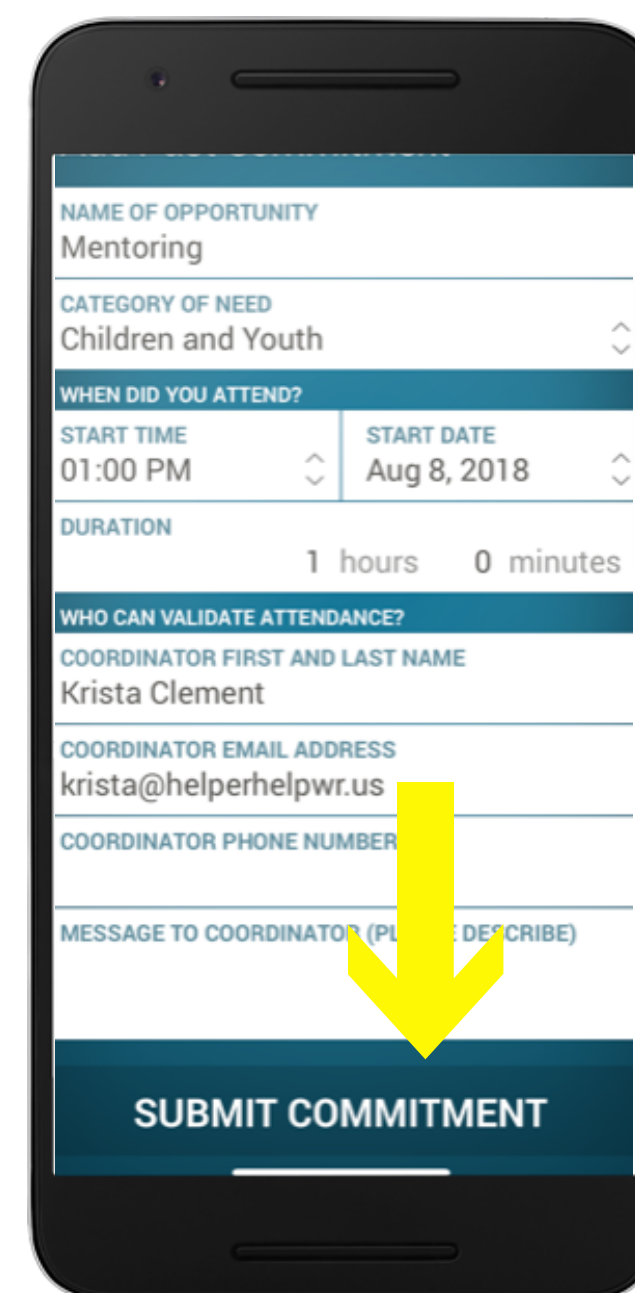 NAME OF OPPORTUNITY
Mentoring
CATEGORY OF NEED
Children and Youth
WHEN DID YOU ATTEND?
START TIME START DATE
01:00 PM Aug 8, 2018
DURATION
1 hours 0 minutes
WHO CAN VALIDATE ATTENDANCE?
COORDINATOR FIRST AND LAST NAME
Krista Clement
COORDINATOR EMAIL ADDRESS
krista@helperhelpwr.us
COORDINATOR PHONE NUMBER
MESSAGE TO COORDINATOR DESCRIBE)
SUBMIT COMMITMENT